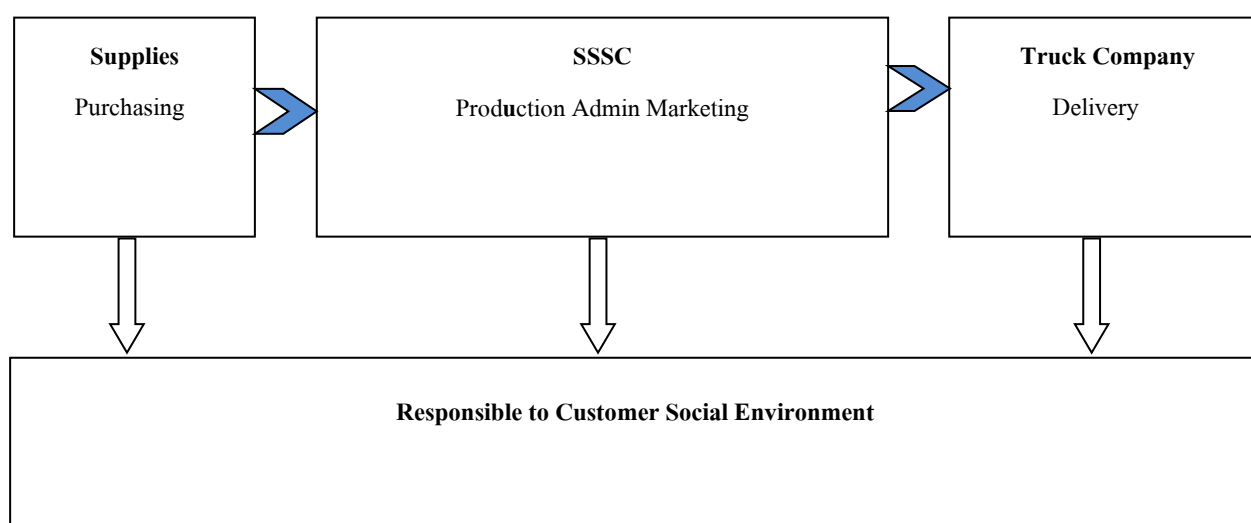 Supplies
Purchasing
SSSC
Production Admin Marketing
Truck Company
Delivery
Responsible to Customer Social Environment